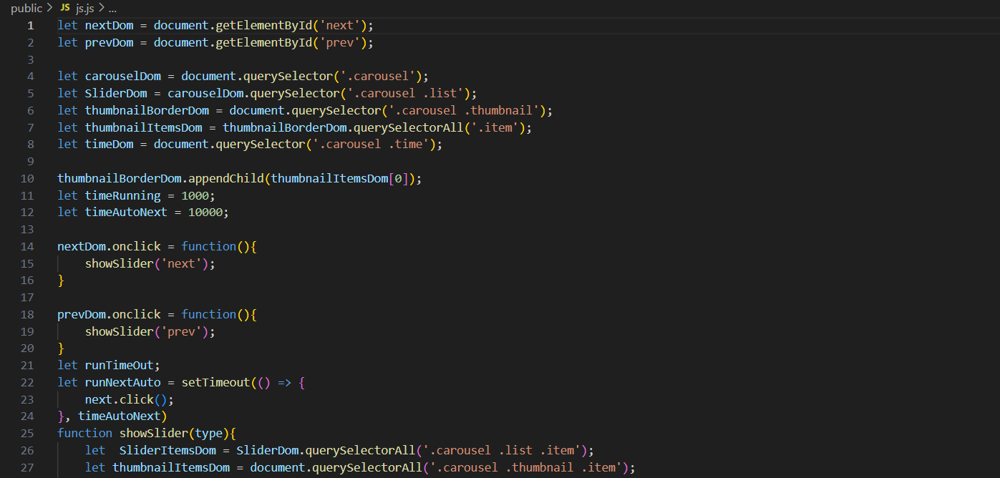 public > JS js.js > ...
1 let nextDom = document.getElementById('next');
2 let prevDom = document.getElementById('prev');
3
4 let carouselDom = document.querySelector('.carousel');
5 let SliderDom = carouselDom.querySelector('.carousel .list');
6 let thumbnailBorderDom = document.querySelector('.carousel .thumbnail');
7 let thumbnailItemsDom = thumbnailBorderDom.querySelectorAll('.item');
8 let timeDom = document.querySelector('.carousel .time');
9
10 thumbnailBorderDom.appendChild(thumbnailItemsDom[0]);
11 let timeRunning = 1000;
12 let timeAutoNext = 10000;
13
14 nextDom.onclick = function(){
15     showSlider('next');
16 }
17
18 prevDom.onclick = function(){
19     showSlider('prev');
20 }
21 let runTimeOut;
22 let runNextAuto = setTimeout(() => {
23     next.click();
24 }, timeAutoNext)
25 function showSlider(type){
26     let  SliderItemsDom = SliderDom.querySelectorAll('.carousel .list .item');
27     let thumbnailItemsDom = document.querySelectorAll('.carousel .thumbnail .item');